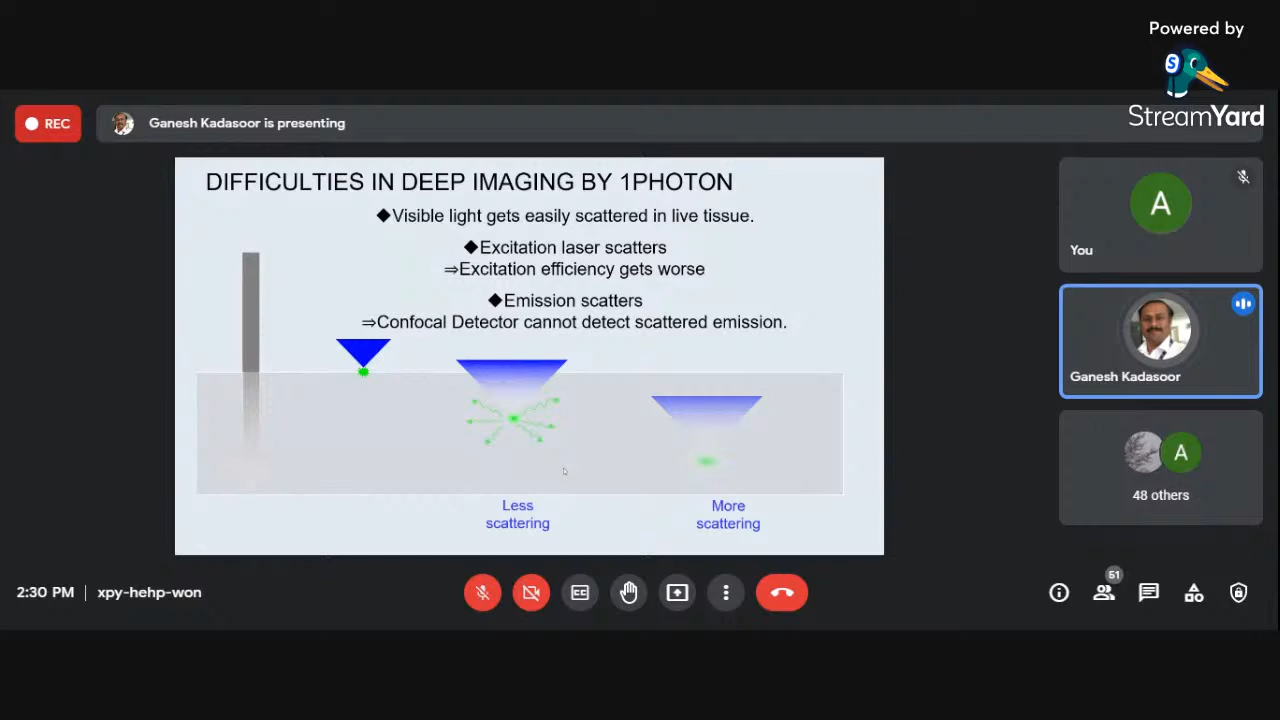 Powered by
S
StreamYard
REC
Ganesh Kadasoor is presenting
DIFFICULTIES IN DEEP IMAGING BY 1PHOTON
◆Visible light gets easily scattered in live tissue.
◆Excitation laser scatters
⇒Excitation efficiency gets worse
◆Emission scatters
⇒Confocal Detector cannot detect scattered emission.
Less
scattering
More
scattering
A
You
Ganesh Kadasoor
A
48 others
2:30 PM | xpy-hehp-won
CC
51